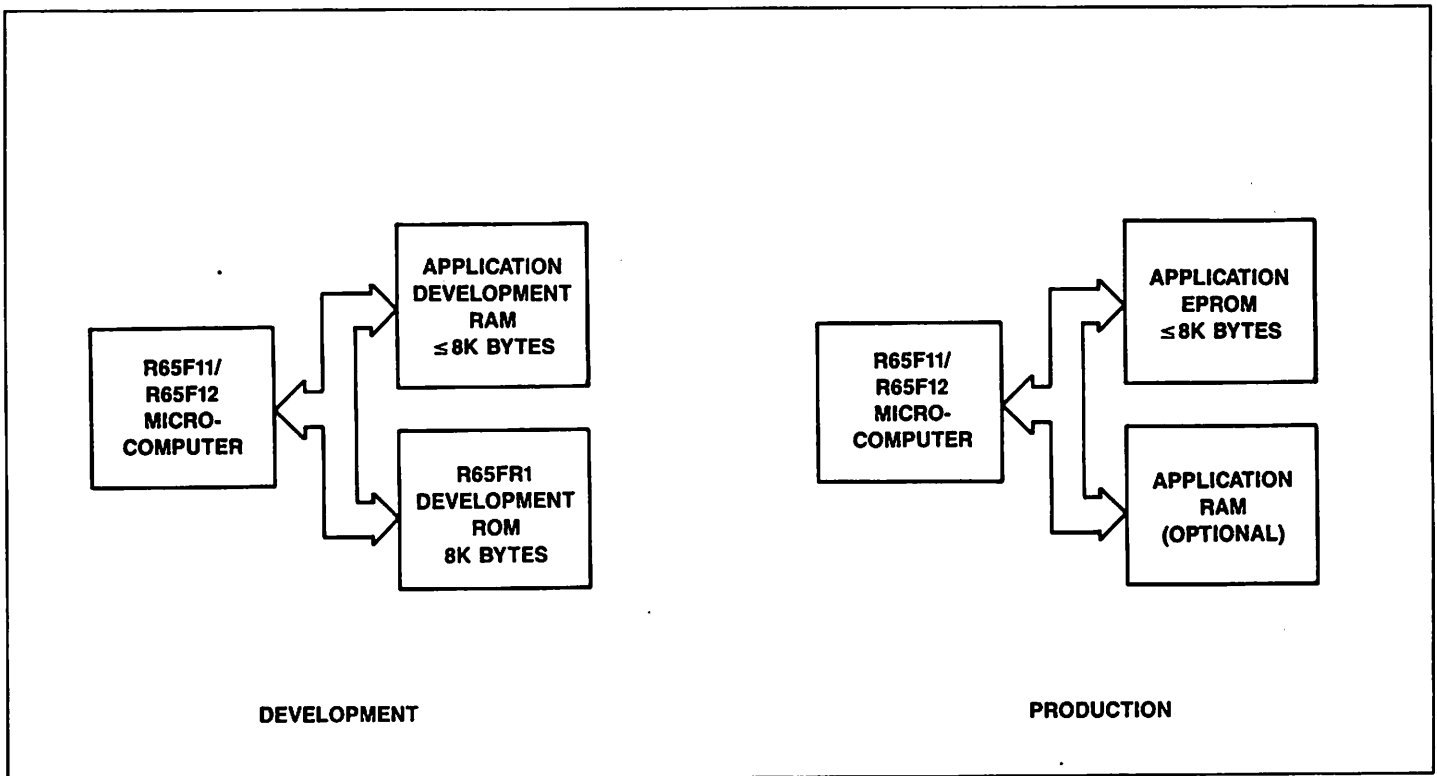 R65F11/
R65F12
MICRO-
COMPUTER
APPLICATION
DEVELOPMENT
RAM
≤8K BYTES
R65FR1
DEVELOPMENT
ROM
8K BYTES
DEVELOPMENT
R65F11/
R65F12
MICRO-
COMPUTER
APPLICATION
EPROM
≤8K BYTES
APPLICATION
RAM
(OPTIONAL)
PRODUCTION